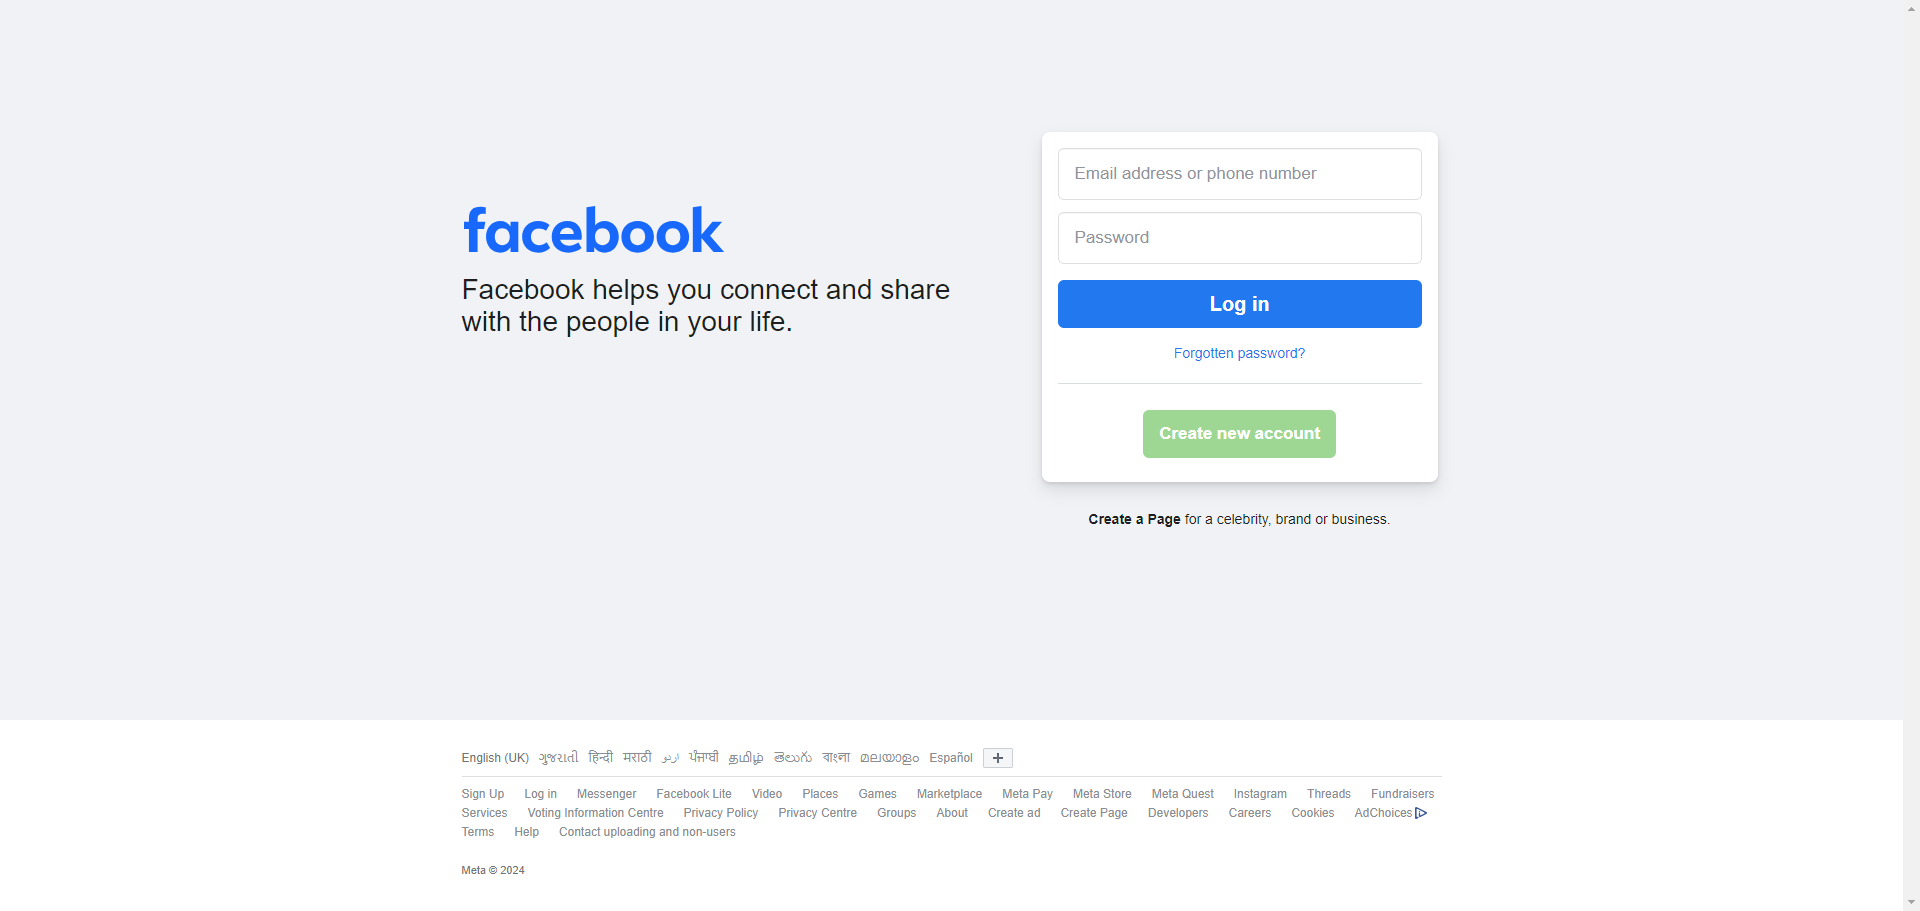 facebook
Facebook helps you connect and share
with the people in your life.
Email address or phone number
Password
Log in
Forgotten password?
Create new account
Create a Page for a celebrity, brand or business.
English (UK) ગુજરાતી हिन्दी मराठी اردو ਪੰਜਾਬੀ தமிழ் తెలుగు বাংলা മലയാളം Español
Sign Up Log in Messenger Facebook Lite Video Places Games Marketplace Meta Pay Meta Store Meta Quest Instagram Threads Fundraisers
Services Voting Information Centre Privacy Policy Privacy Centre Groups About Create ad Create Page Developers Careers Cookies AdChoices
Terms Help Contact uploading and non-users
Meta © 2024